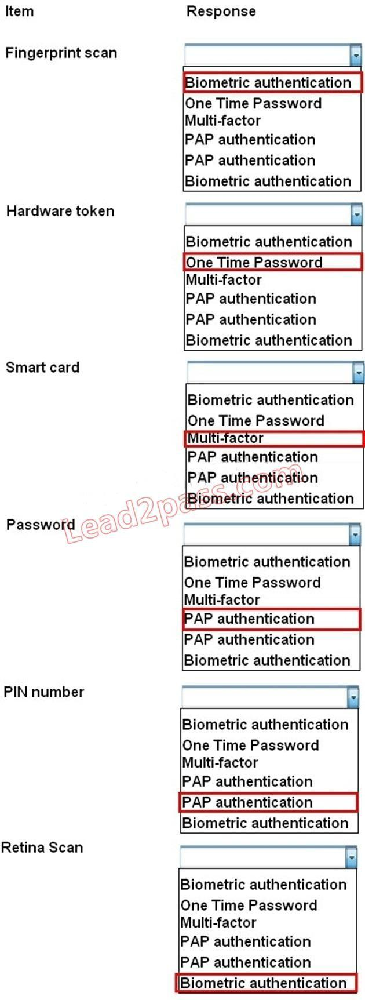 Item Response
Fingerprint scan
Biometric authentication
One Time Password
Multi-factor
PAP authentication
PAP authentication
Biometric authentication
Hardware token
Biometric authentication
One Time Password
Multi-factor
PAP authentication
PAP authentication
Biometric authentication
Smart card
Biometric authentication
One Time Password
Multi-factor
PAP authentication
PAP authentication
Biometric authentication
Lead2pass.com
Password
Biometric authentication
One Time Password
Multi-factor
PAP authentication
PAP authentication
Biometric authentication
PIN number
Biometric authentication
One Time Password
Multi-factor
PAP authentication
PAP authentication
Biometric authentication
Retina Scan
Biometric authentication
One Time Password
Multi-factor
PAP authentication
PAP authentication
Biometric authentication